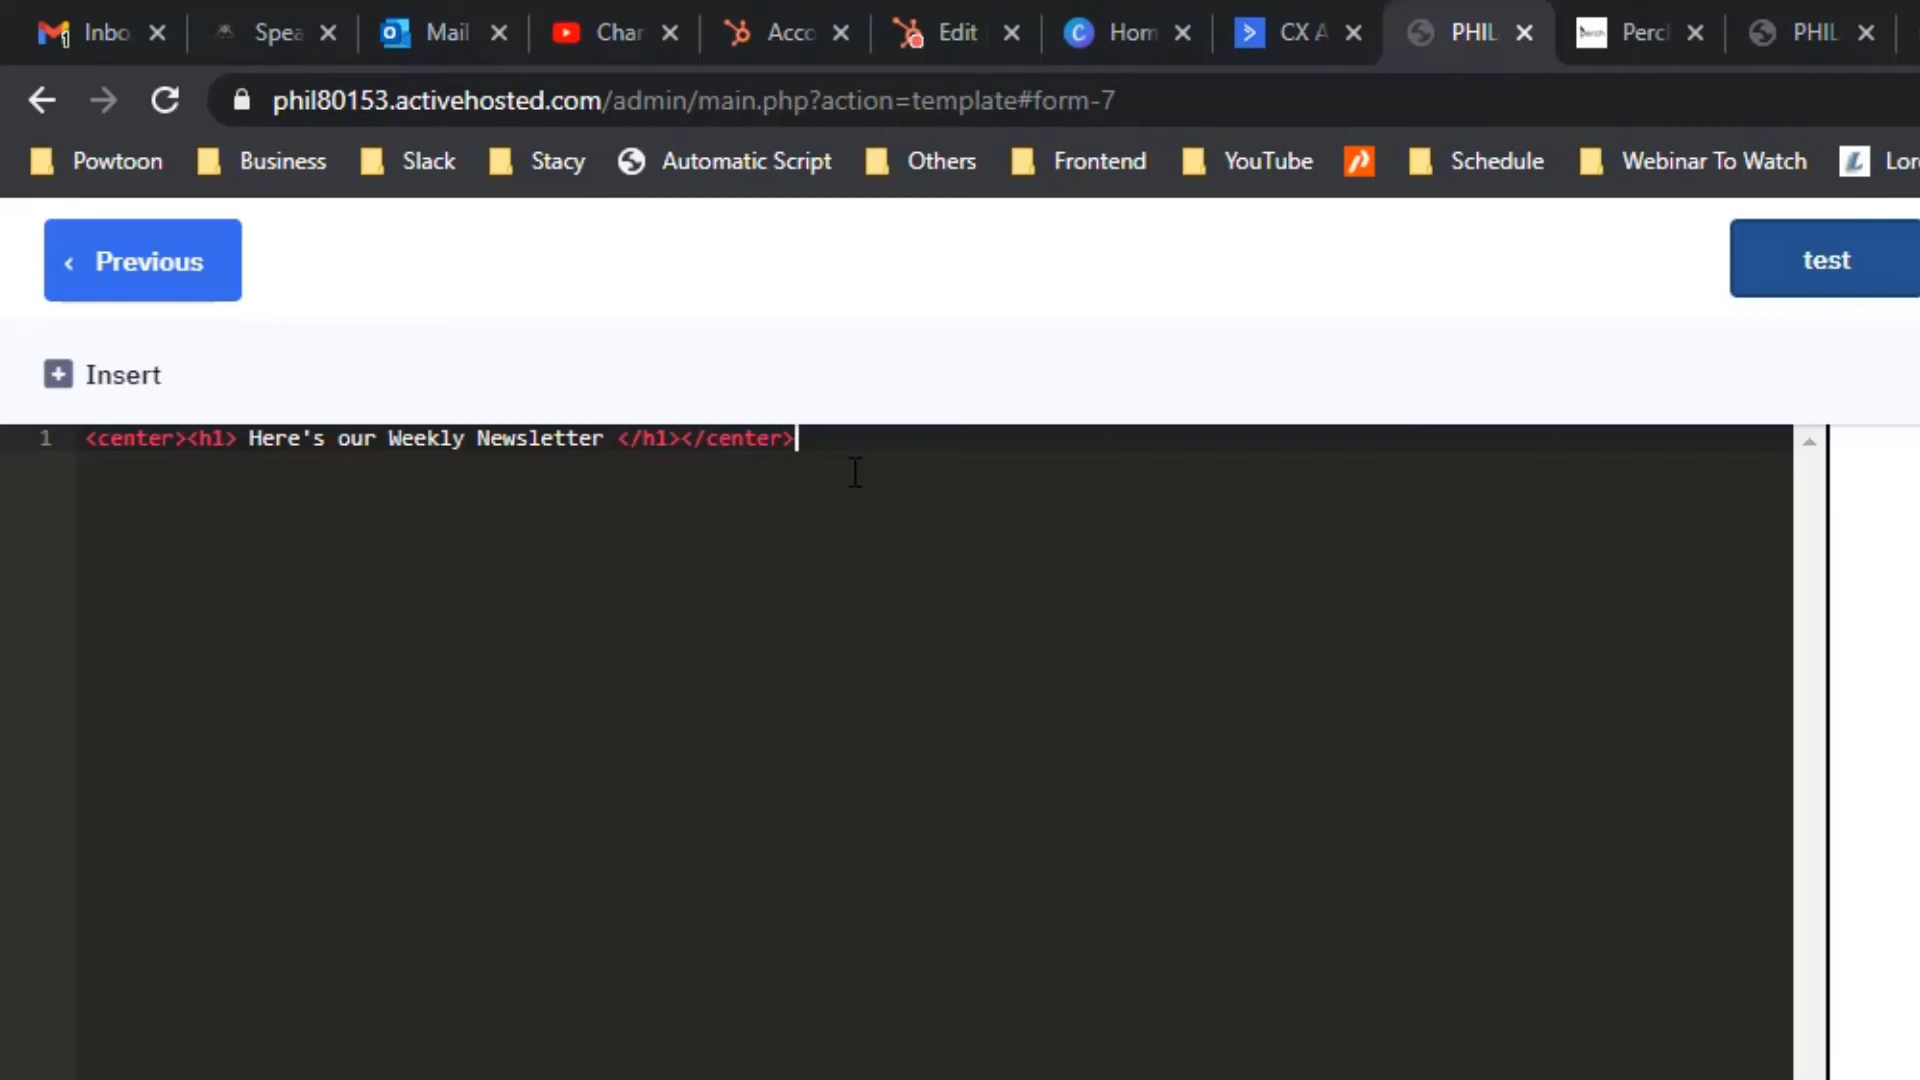 Inbo
Spea
Mail
Char
Acco
Edit
Hom
CX A
PHIL
Perch
PHIL
phil80153.activehosted.com/admin/main.php?action=template#form-7
Powtoon Business Slack Stacy Automatic Script Others Frontend YouTube Schedule Webinar To Watch Lore
‹ Previous
test
+ Insert
1 <center><h1> Here's our Weekly Newsletter </h1></center>